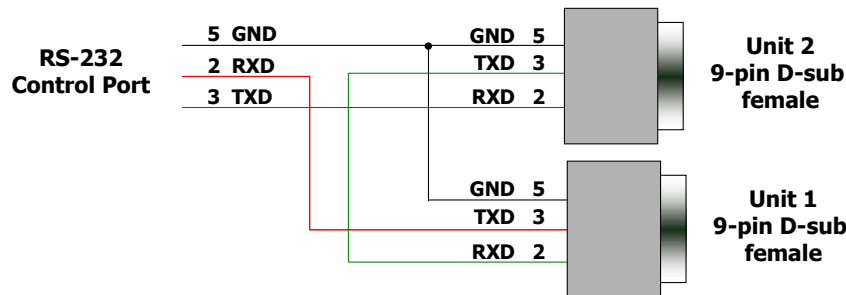 RS-232
Control Port
5 GND
2 RXD
3 TXD
GND 5
TXD 3
RXD 2
Unit 2
9-pin D-sub
female
GND 5
TXD 3
RXD 2
Unit 1
9-pin D-sub
female